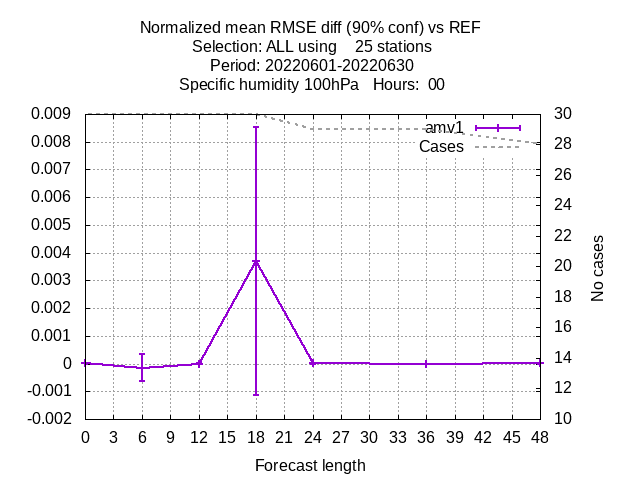 Normalized mean RMSE diff (90% conf) vs REF
Selection: ALL using    25 stations
Period: 20220601-20220630
Specific humidity 100hPa   Hours:  00
0.009
0.008
0.007
0.006
0.005
0.004
0.003
0.002
0.001
0
-0.001
-0.002
amv1
Cases
30
28
26
24
22
20
18
16
14
12
10
No cases
0 3 6 9 12 15 18 21 24 27 30 33 36 39 42 45 48
Forecast length